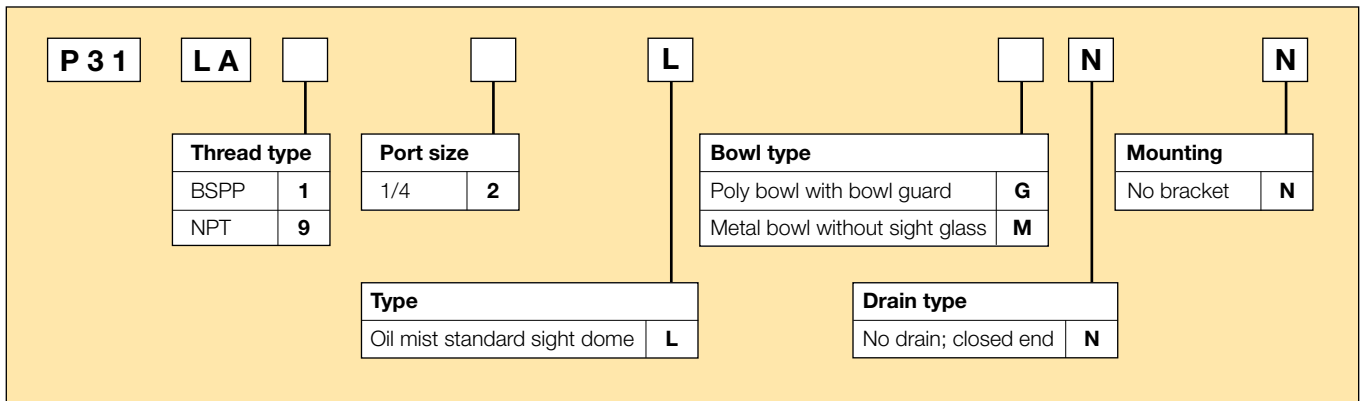 P 3 1 L A L N N
Thread type
BSPP 1
NPT 9
Port size
1/4 2
Bowl type
Poly bowl with bowl guard G
Metal bowl without sight glass M
Mounting
No bracket N
Type
Oil mist standard sight dome L
Drain type
No drain; closed end N